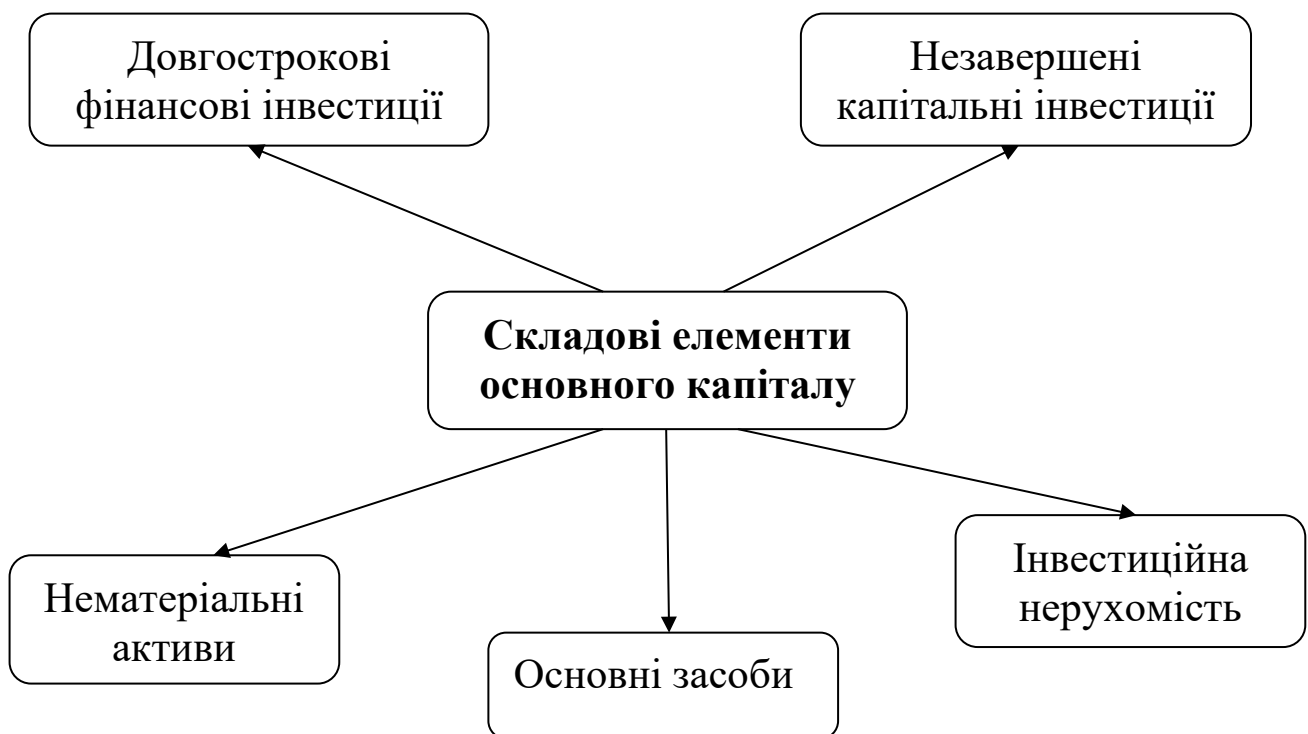 Довгострокові
фінансові інвестиції
Незавершені
капітальні інвестиції
Складові елементи
основного капіталу
Нематеріальні
активи
Основні засоби
Інвестиційна
нерухомість